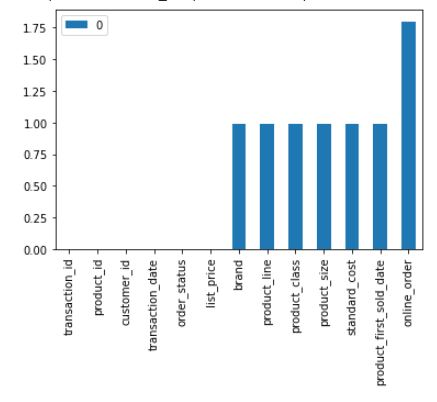 0
1.75
1.50
1.25
1.00
0.75
0.50
0.25
0.00
transaction_id
product_id
customer_id
transaction_date
order_status
list_price
brand
product_line
product_class
product_size
standard_cost
product_first_sold_date
online_order